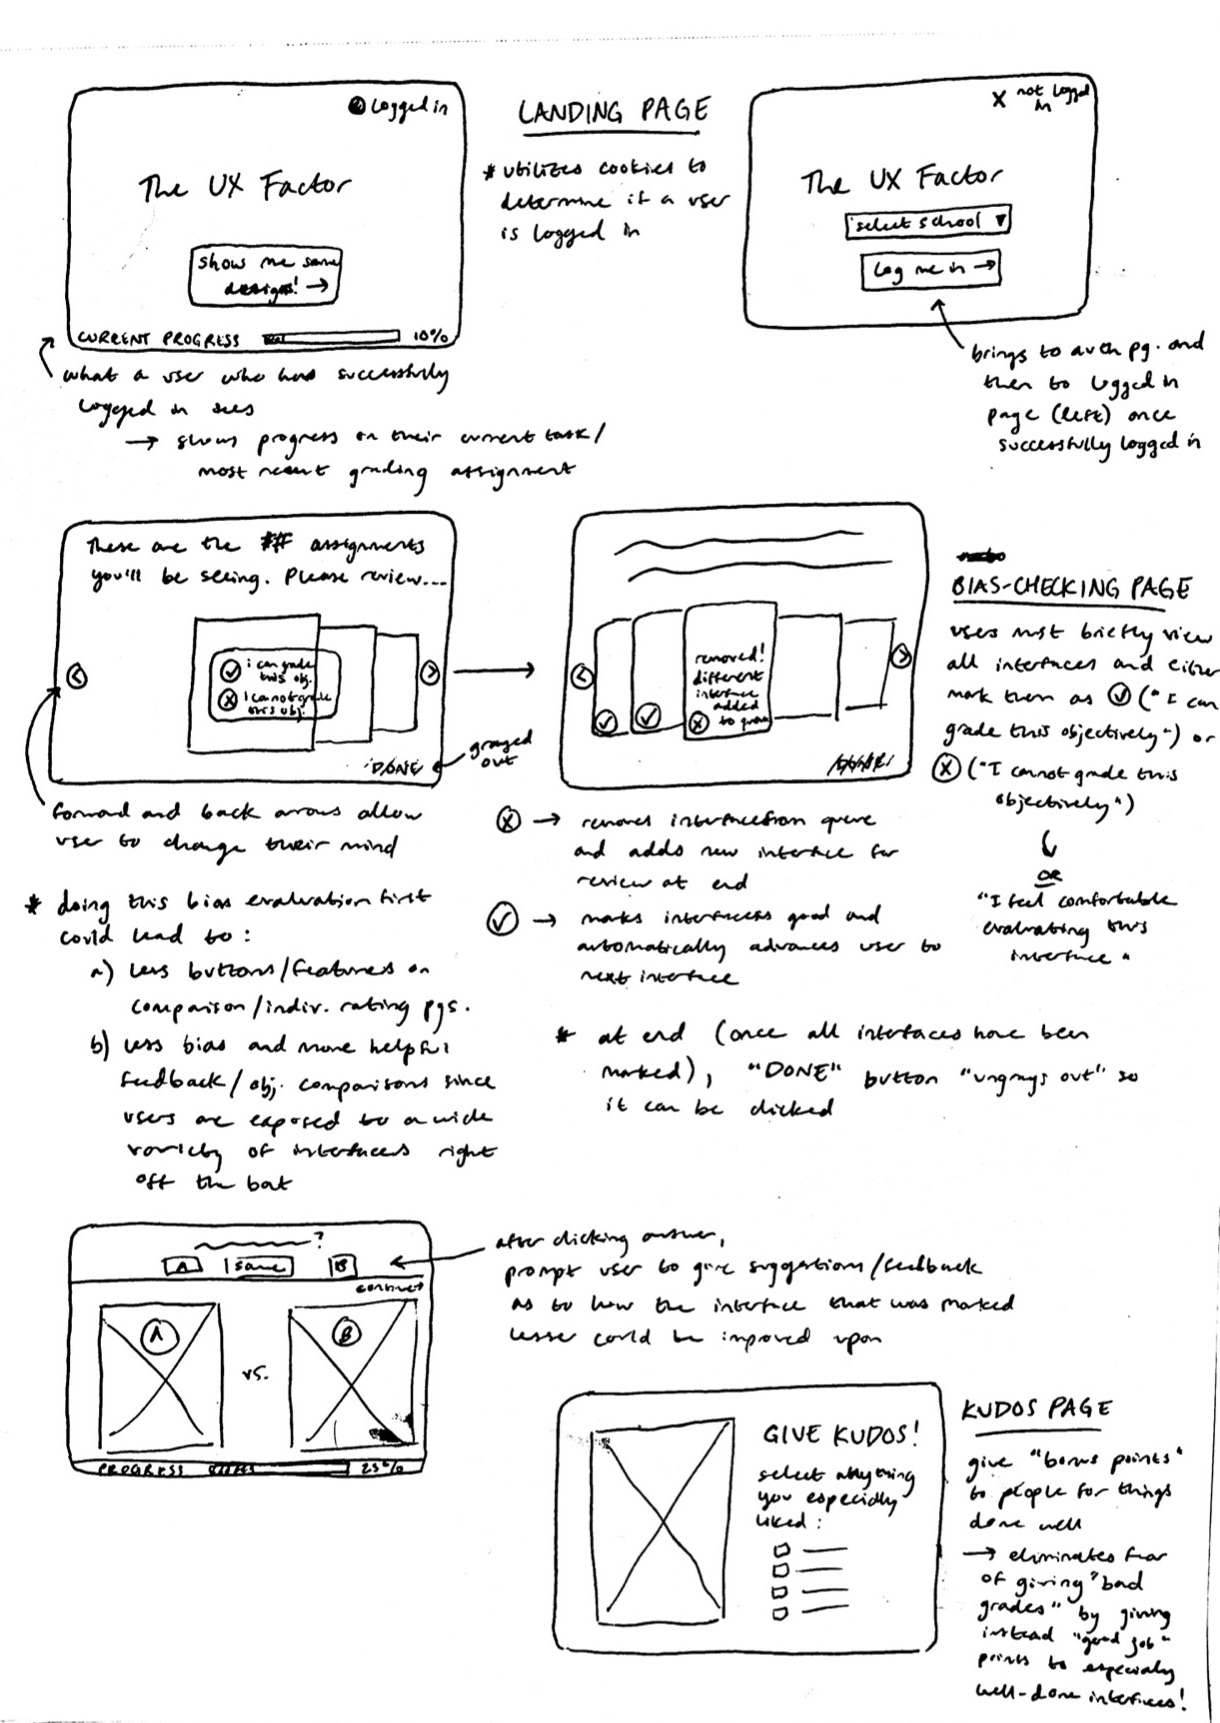 Logged in
The UX Factor
show me some
designs! →
CURRENT PROGRESS 10%
LANDING PAGE
* utilizes cookies to
determine if a user
is logged in
X not logged
in
The UX Factor
select school ▼
Log me in →
what a user who has successfully
logged in sees
→ shows progress on their current task/
most recent grading assignment
brings to auth pg. and
then to logged in
page (left) once
successfully logged in
These are the ## assignments
you'll be seeing. Please review...
i can grade
this obj.
I cannot grade
this obj.
DONE
grayed
out
removed!
different
interface
added
to queue
BIAS-CHECKING PAGE
users must briefly view
all interfaces and either
mark them as ✓ ("I can
grade this objectively") or
X ("I cannot grade this
objectively")
or
"I feel comfortable
evaluating this
interface"
forward and back arrows allow
user to change their mind
X → removes interface from queue
and adds new interface for
review at end
✓ → marks interface as good and
automatically advances user to
next interface
* doing this bias evaluation first
could lead to:
a) less buttons/features on
comparison/indiv. rating pgs.
b) less bias and more helpful
feedback/obj. comparisons since
users are exposed to a wide
variety of interfaces right
off the bat
* at end (once all interfaces have been
marked), "DONE" button "ungrays out" so
it can be clicked
?
A same B
continue
A vs. B
PROGRESS 25%
after clicking answer,
prompt user to give suggestions/feedback
as to how the interface that was marked
lesser could be improved upon
GIVE KUDOS!
select anything
you especially
liked:
KUDOS PAGE
give "bonus points"
to people for things
done well
→ eliminates fear
of giving "bad
grades" by giving
instead "good job"
points to especially
well-done interfaces!